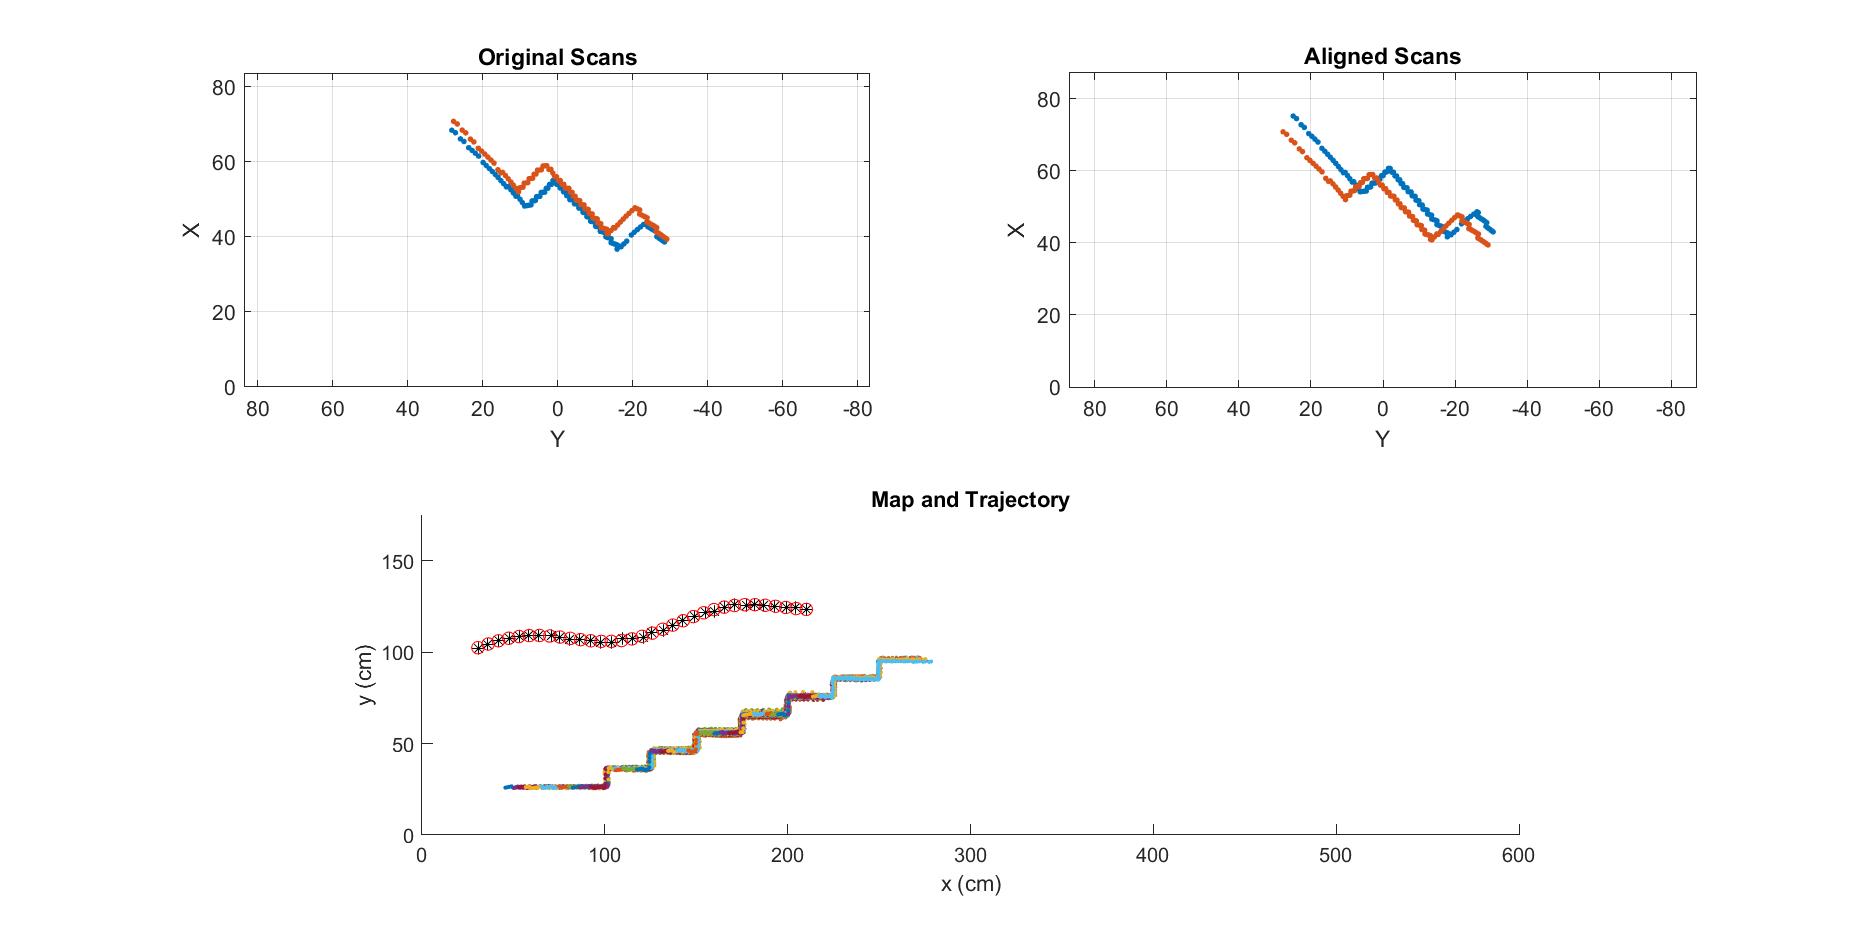 Original Scans
80
60
40
20
0
X
80 60 40 20 0 -20 -40 -60 -80
Y
Aligned Scans
80
60
40
20
0
X
80 60 40 20 0 -20 -40 -60 -80
Y
Map and Trajectory
150
100
50
0
y (cm)
0 100 200 300 400 500 600
x (cm)